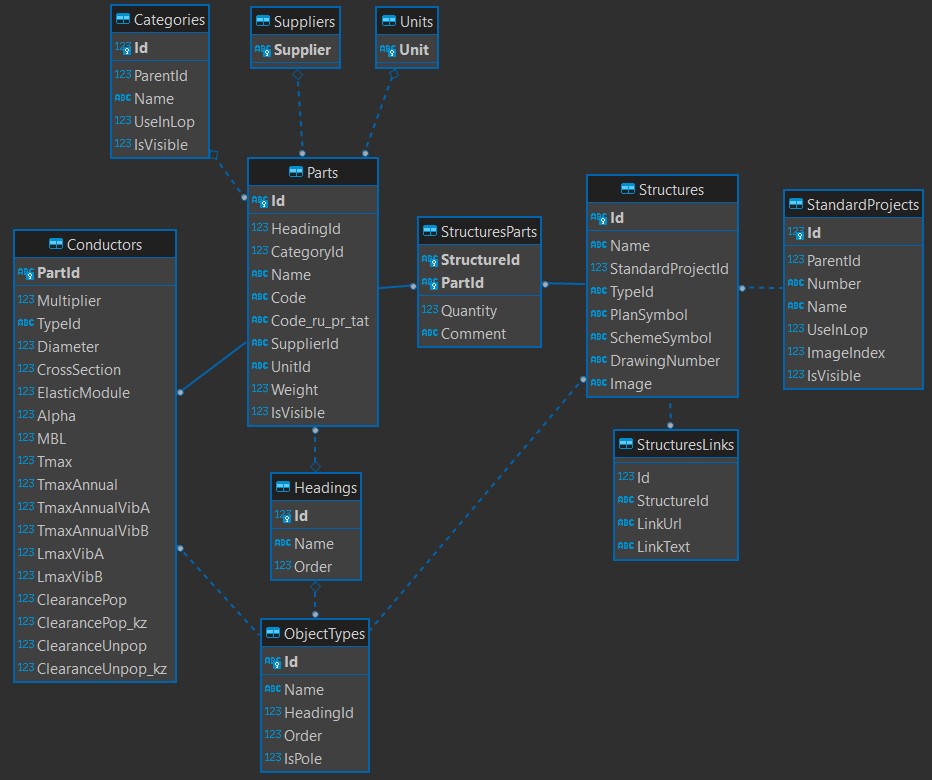 Categories
123 Id
123 ParentId
ABC Name
123 UseInLop
123 IsVisible
Suppliers
ABC Supplier
Units
ABC Unit
Parts
ABC Id
123 HeadingId
123 CategoryId
ABC Name
ABC Code
ABC Code_ru_pr_tat
ABC SupplierId
ABC UnitId
123 Weight
123 IsVisible
Conductors
ABC PartId
123 Multiplier
ABC TypeId
123 Diameter
123 CrossSection
123 ElasticModule
123 Alpha
123 MBL
123 Tmax
123 TmaxAnnual
123 TmaxAnnualVibA
123 TmaxAnnualVibB
123 LmaxVibA
123 LmaxVibB
123 ClearancePop
123 ClearancePop_kz
123 ClearanceUnpop
123 ClearanceUnpop_kz
StructuresParts
ABC StructureId
ABC PartId
123 Quantity
ABC Comment
Structures
ABC Id
ABC Name
123 StandardProjectId
ABC TypeId
ABC PlanSymbol
ABC SchemeSymbol
ABC DrawingNumber
ABC Image
StandardProjects
123 Id
123 ParentId
ABC Number
ABC Name
123 UseInLop
123 ImageIndex
123 IsVisible
StructuresLinks
123 Id
ABC StructureId
ABC LinkUrl
ABC LinkText
Headings
123 Id
ABC Name
123 Order
ObjectTypes
ABC Id
ABC Name
123 HeadingId
123 Order
123 IsPole